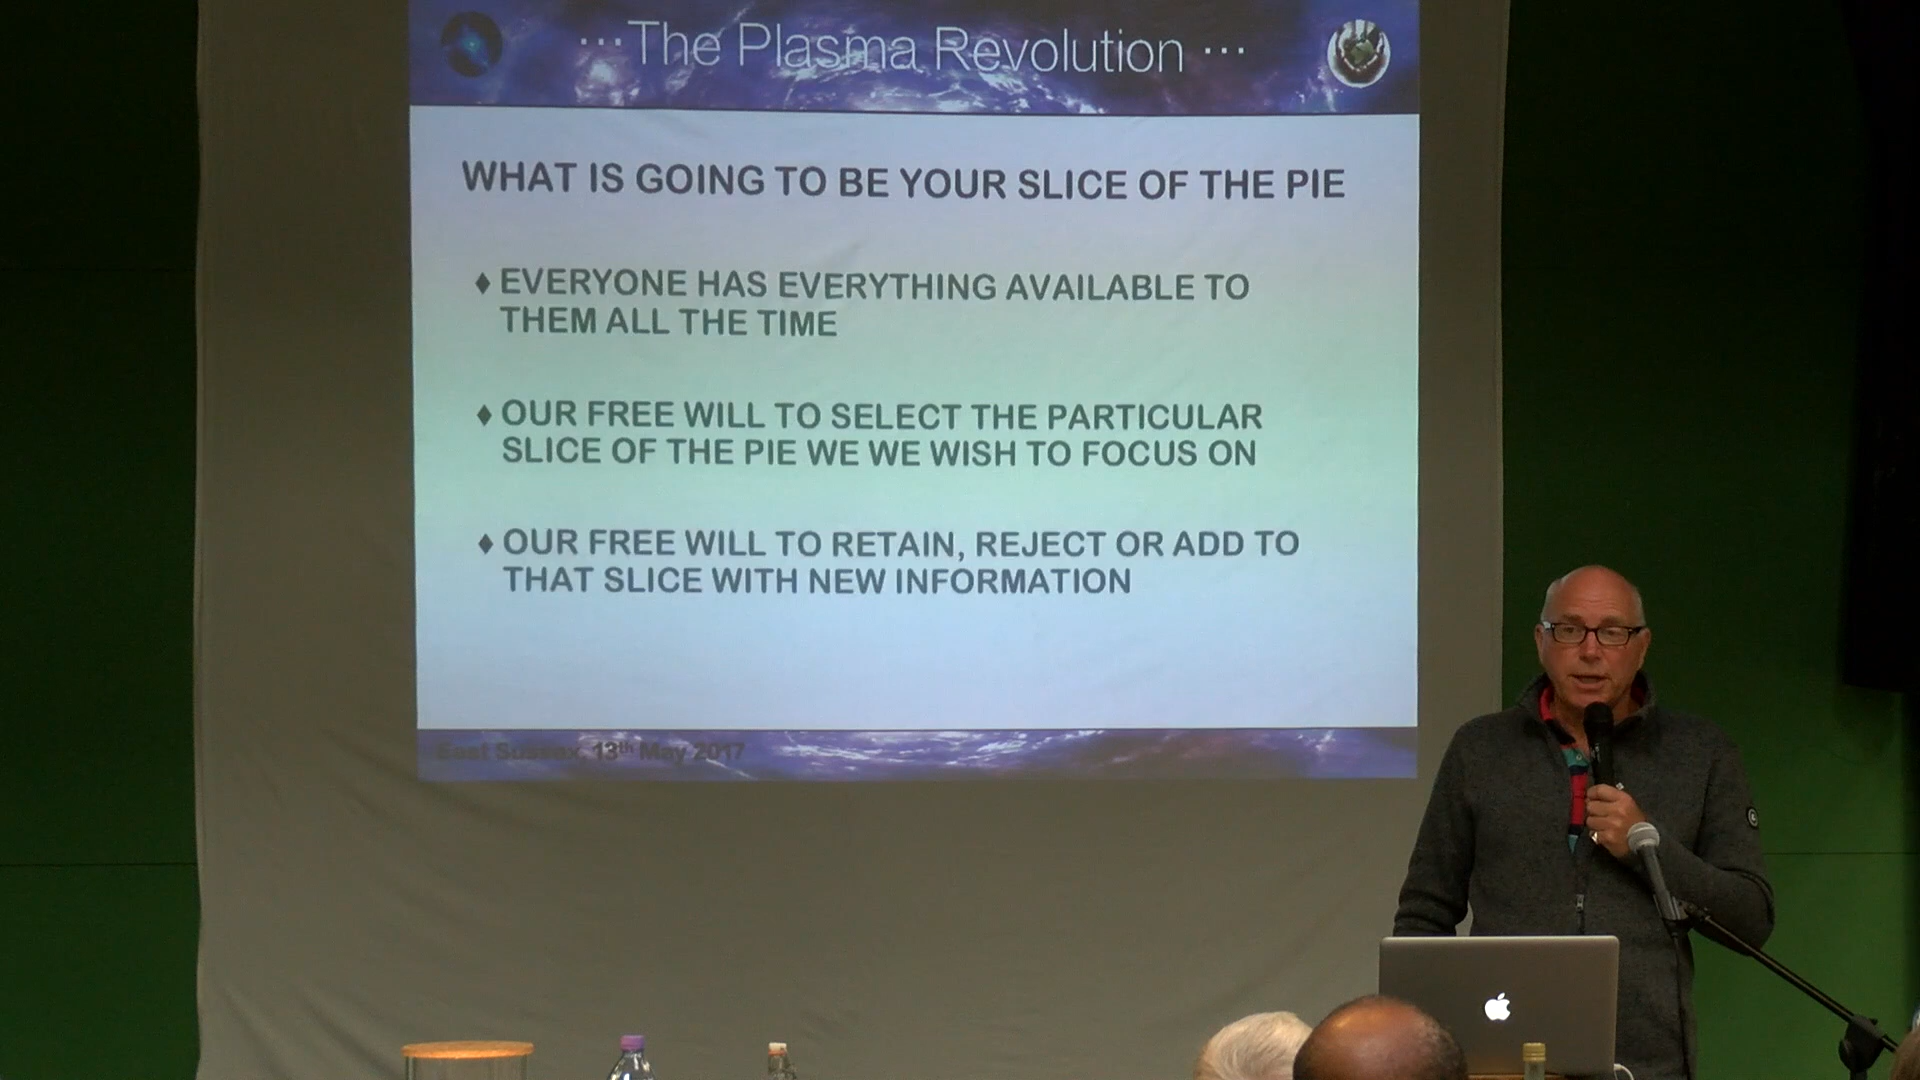 ...The Plasma Revolution ...
WHAT IS GOING TO BE YOUR SLICE OF THE PIE
♦ EVERYONE HAS EVERYTHING AVAILABLE TO
THEM ALL THE TIME
♦ OUR FREE WILL TO SELECT THE PARTICULAR
SLICE OF THE PIE WE WE WISH TO FOCUS ON
♦ OUR FREE WILL TO RETAIN, REJECT OR ADD TO
THAT SLICE WITH NEW INFORMATION
East Sussex, 13th May 2017